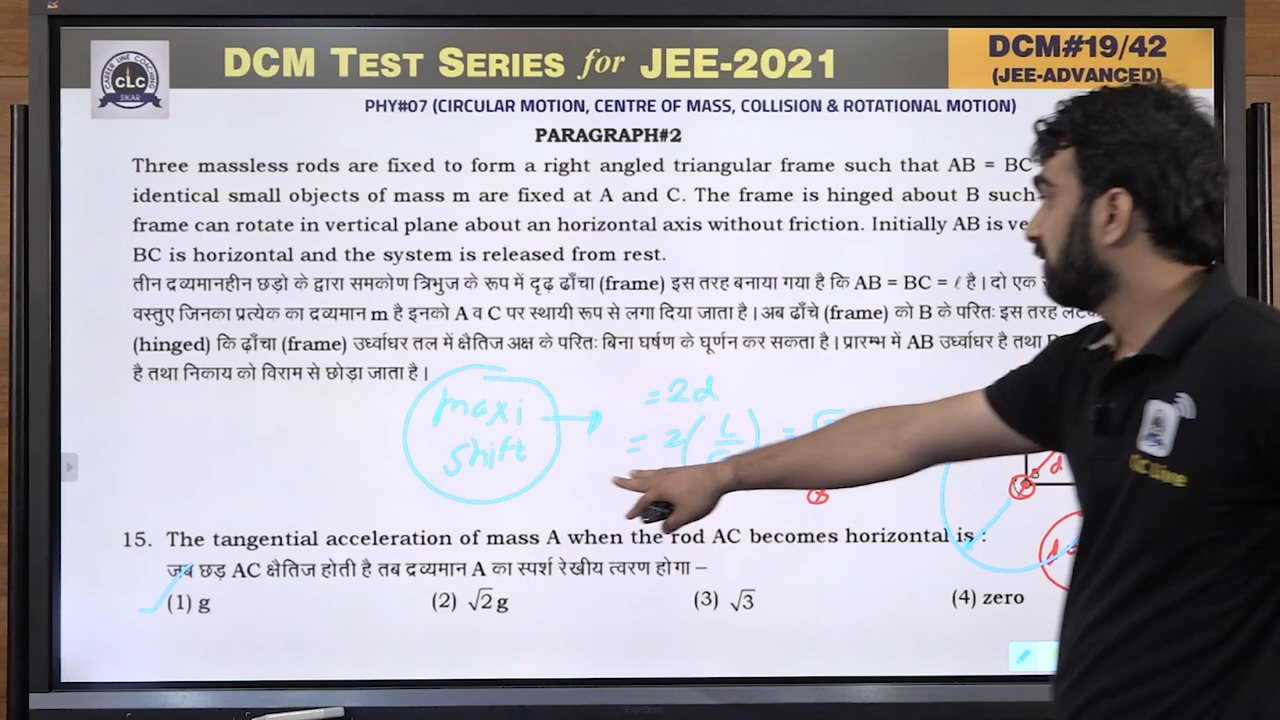 CAREER LINE COACHING
CLC
SIKAR
DCM TEST SERIES for JEE-2021
DCM#19/42
(JEE-ADVANCED)
PHY#07 (CIRCULAR MOTION, CENTRE OF MASS, COLLISION & ROTATIONAL MOTION)
PARAGRAPH#2
Three massless rods are fixed to form a right angled triangular frame such that AB = BC
identical small objects of mass m are fixed at A and C. The frame is hinged about B such
frame can rotate in vertical plane about an horizontal axis without friction. Initially AB is ve
BC is horizontal and the system is released from rest.
तीन द्रव्यमानहीन छड़ो के द्वारा समकोण त्रिभुज के रूप में दृढ़ ढाँचा (frame) इस तरह बनाया गया है कि AB = BC = ℓ है। दो एक
वस्तुए जिनका प्रत्येक का द्रव्यमान m है इनको A व C पर स्थायी रूप से लगा दिया जाता है। अब ढाँचे (frame) को B के परितः इस तरह
(hinged) कि ढ़ाँचा (frame) उर्ध्वाधर तल में क्षैतिज अक्ष के परितः बिना घर्षण के घूर्णन कर सकता है। प्रारम्भ में AB उर्ध्वाधर है तथा
है तथा निकाय को विराम से छोड़ा जाता है।
maxi → = 2d
shift = 2(L
d
B
15. The tangential acceleration of mass A when the rod AC becomes horizontal is :
जब छड़ AC क्षैतिज होती है तब द्रव्यमान A का स्पर्श रेखीय त्वरण होगा –
(1) g (2) √2 g (3) √3 (4) zero